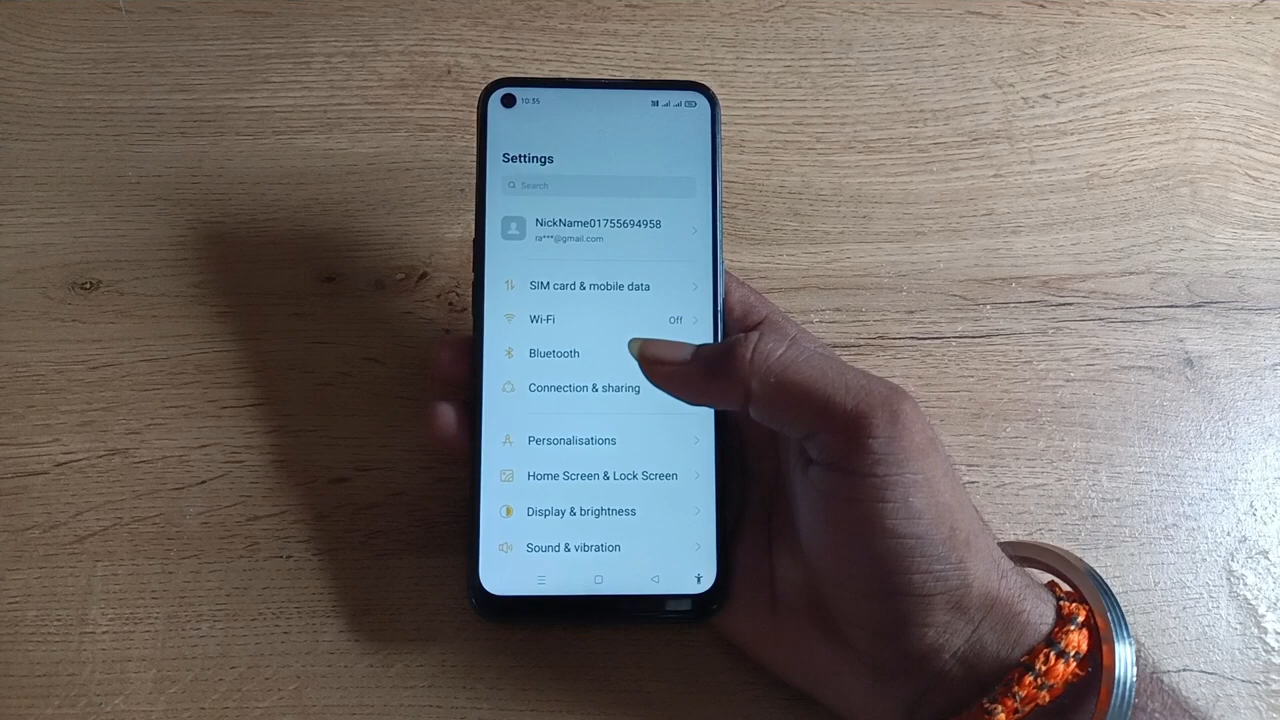 10:35
Settings
Search
NickName01755694958
ra***@gmail.com
SIM card & mobile data
Wi-Fi Off
Bluetooth
Connection & sharing
Personalisations
Home Screen & Lock Screen
Display & brightness
Sound & vibration